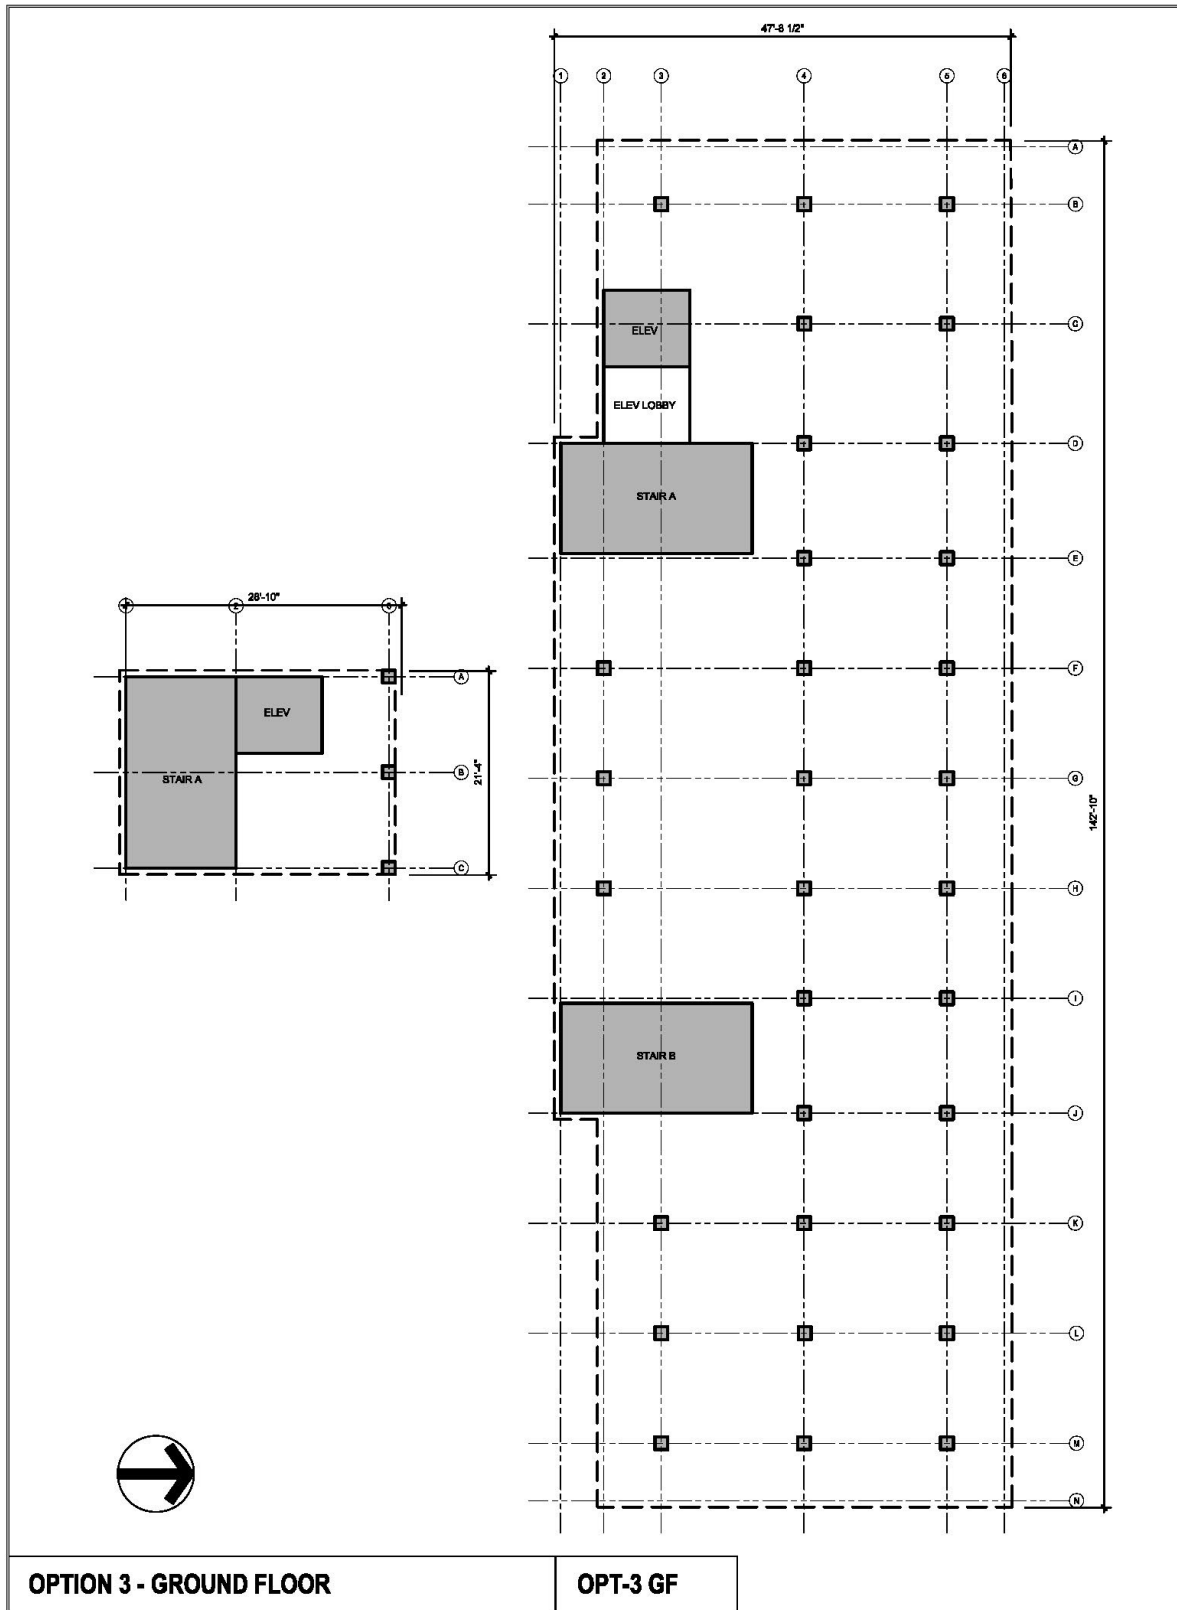 47'-8 1/2"
1 2 3 4 5 6
A
B
ELEV
C
ELEV LOBBY
D
STAIR A
E
F
G
H
I
STAIR B
J
K
L
M
N
142'-10"
28'-10"
2
A
ELEV
STAIR A
B
21'-4"
C
OPTION 3 - GROUND FLOOR
OPT-3 GF